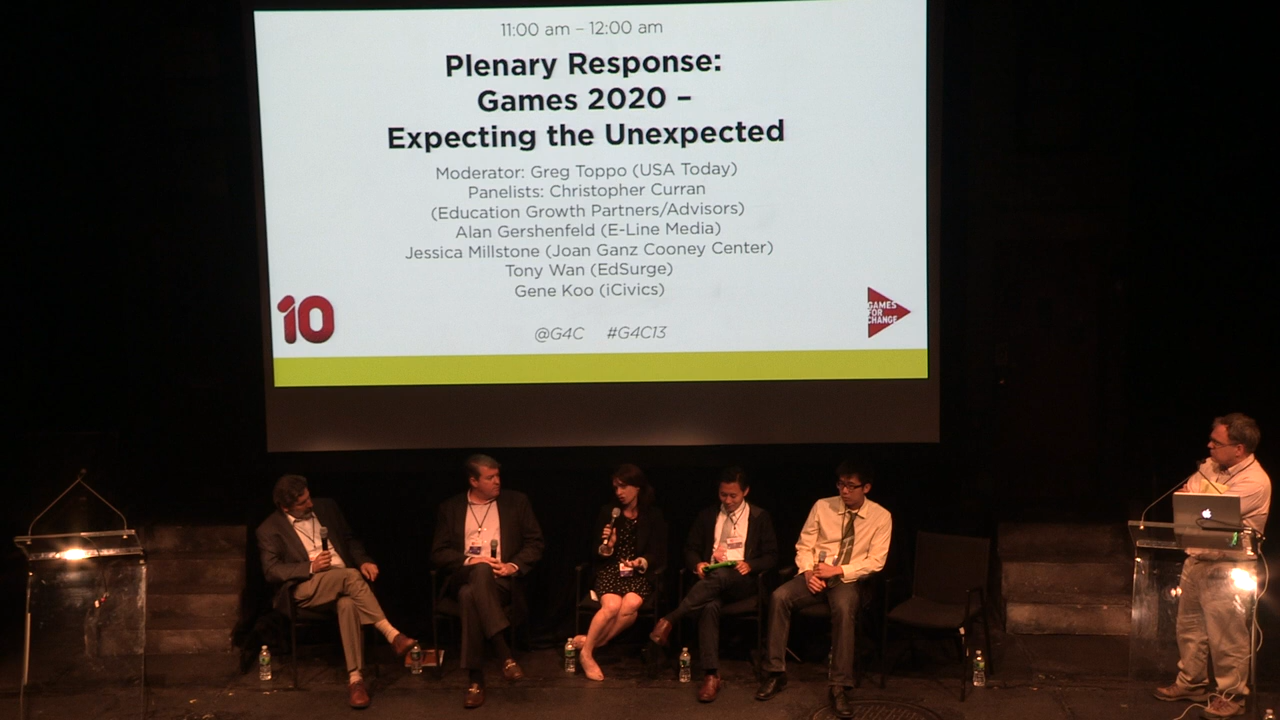 11:00 am – 12:00 am
Plenary Response:
Games 2020 –
Expecting the Unexpected
Moderator: Greg Toppo (USA Today)
Panelists: Christopher Curran
(Education Growth Partners/Advisors)
Alan Gershenfeld (E-Line Media)
Jessica Millstone (Joan Ganz Cooney Center)
Tony Wan (EdSurge)
Gene Koo (iCivics)
10
GAMES
FOR
CHANGE
@G4C #G4C13